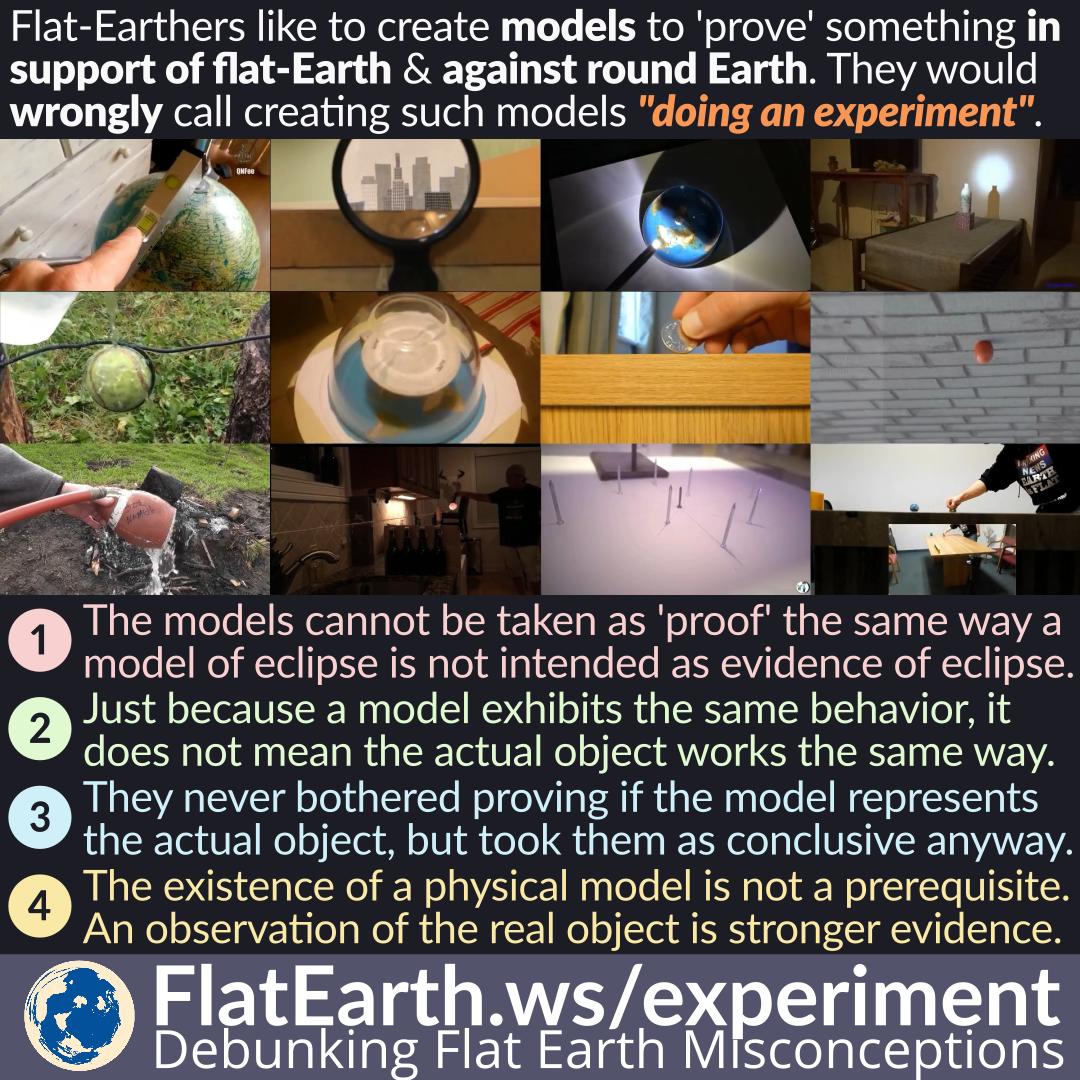 Flat-Earthers like to create models to 'prove' something in
support of flat-Earth & against round Earth. They would
wrongly call creating such models "doing an experiment".
QNFee
1
The models cannot be taken as 'proof' the same way a
model of eclipse is not intended as evidence of eclipse.
2
Just because a model exhibits the same behavior, it
does not mean the actual object works the same way.
3
They never bothered proving if the model represents
the actual object, but took them as conclusive anyway.
4
The existence of a physical model is not a prerequisite.
An observation of the real object is stronger evidence.
FlatEarth.ws/experiment
Debunking Flat Earth Misconceptions